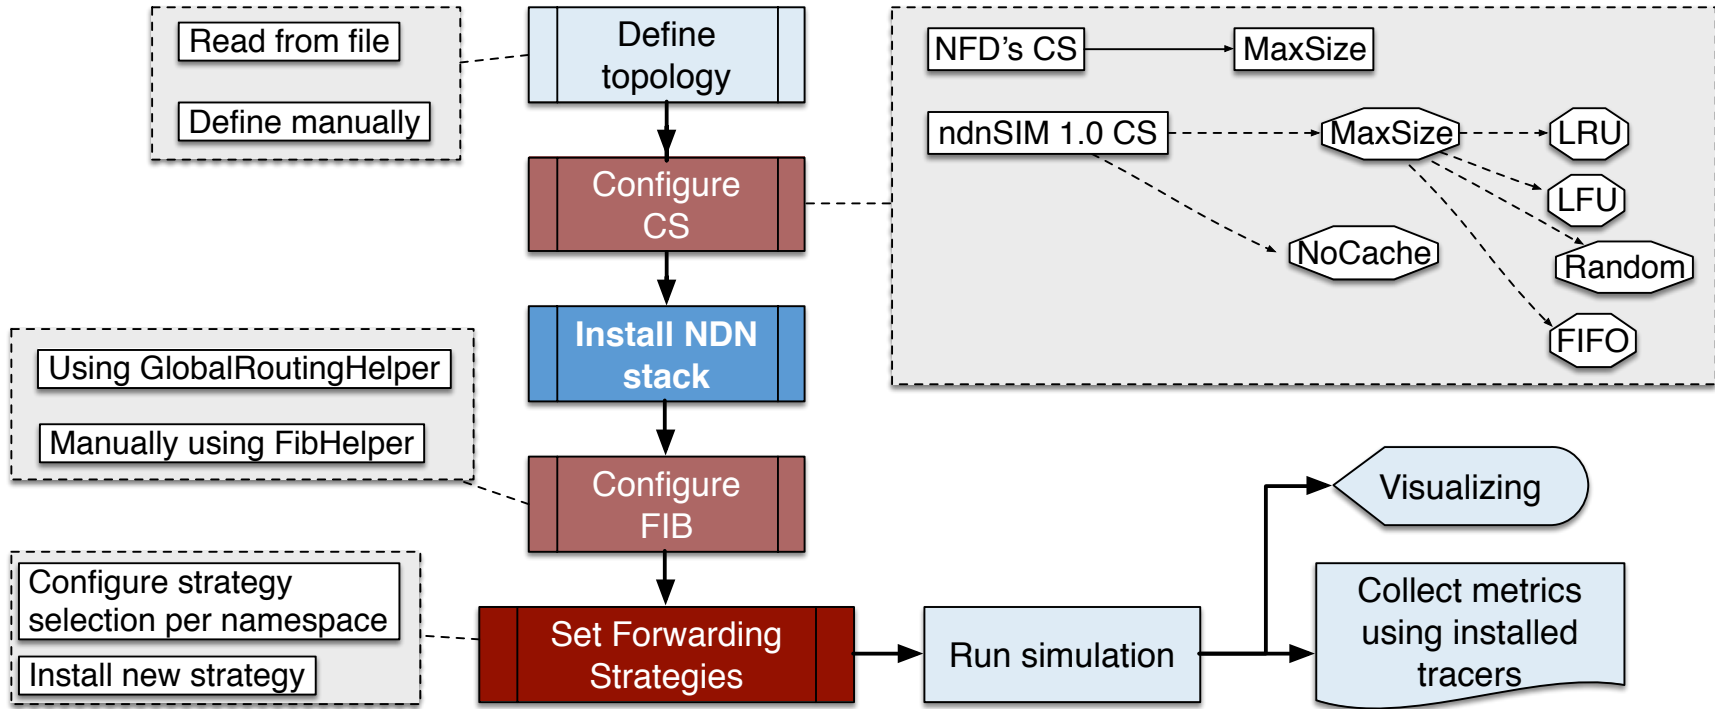 Read from file
Define manually
Define
topology
Configure
CS
NFD's CS
MaxSize
ndnSIM 1.0 CS
MaxSize
LRU
LFU
NoCache
Random
FIFO
Install NDN
stack
Using GlobalRoutingHelper
Manually using FibHelper
Configure
FIB
Configure strategy
selection per namespace
Install new strategy
Set Forwarding
Strategies
Run simulation
Visualizing
Collect metrics
using installed
tracers